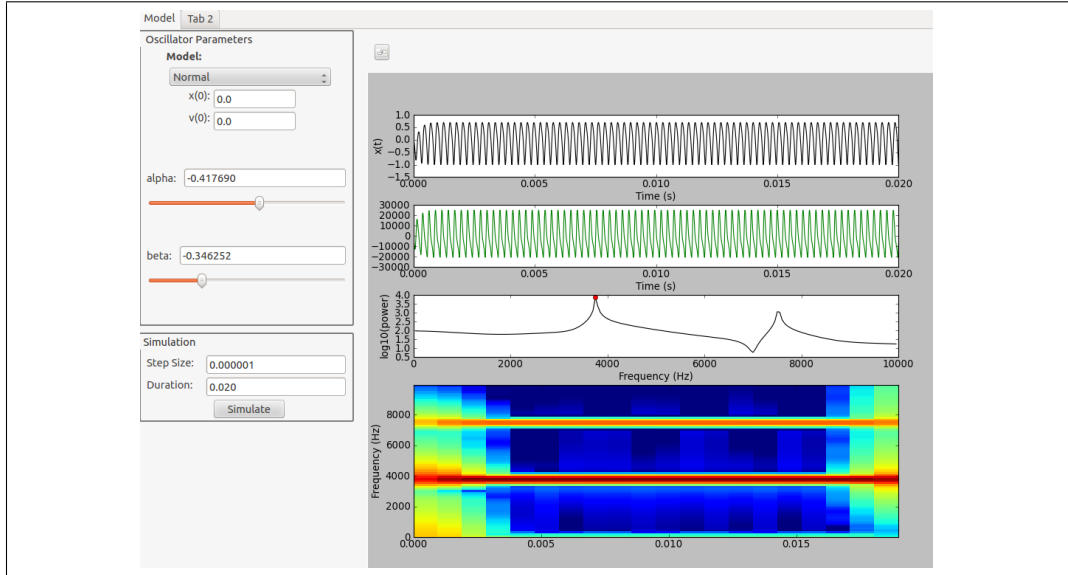 Model Tab 2
Oscillator Parameters
Model:
Normal
x(0): 0.0
v(0): 0.0
alpha: -0.417690
beta: -0.346252
Simulation
Step Size: 0.000001
Duration: 0.020
Simulate
1.0
0.5
0.0
−0.5
−1.0
−1.5
x(t)
0.000 0.005 0.010 0.015 0.020
Time (s)
30000
20000
10000
0
−10000
−20000
−30000
0.000 0.005 0.010 0.015 0.020
Time (s)
4.0
3.5
3.0
2.5
2.0
1.5
1.0
0.5
log10(power)
0 2000 4000 6000 8000 10000
Frequency (Hz)
8000
6000
4000
2000
0
Frequency (Hz)
0.000 0.005 0.010 0.015